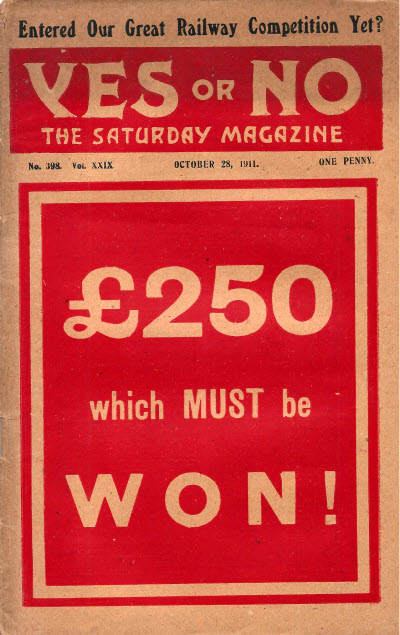 Entered Our Great Railway Competition Yet?
YES OR NO
THE SATURDAY MAGAZINE
No. 398. Vol. XXIX OCTOBER 28, 1911. ONE PENNY.
£250
which MUST be
WON!